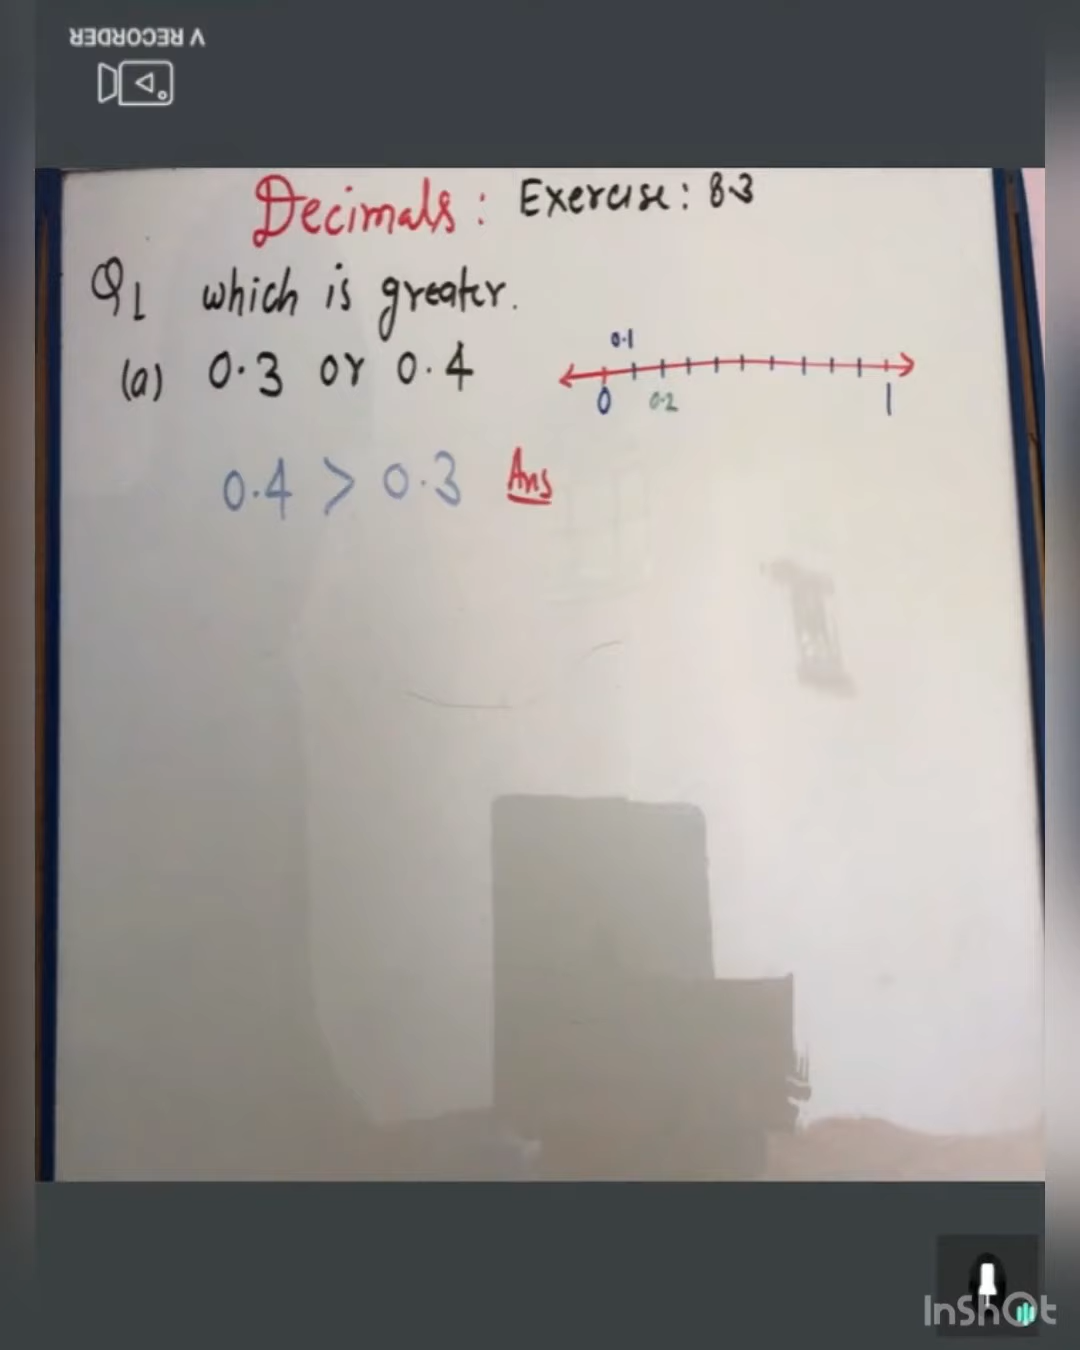 V RECORDER
Decimals: Exercise: 8.3
Q1 which is greater.
(a) 0.3 or 0.4
0.1
0 0.2 1
0.4 > 0.3 Ans
InShOt